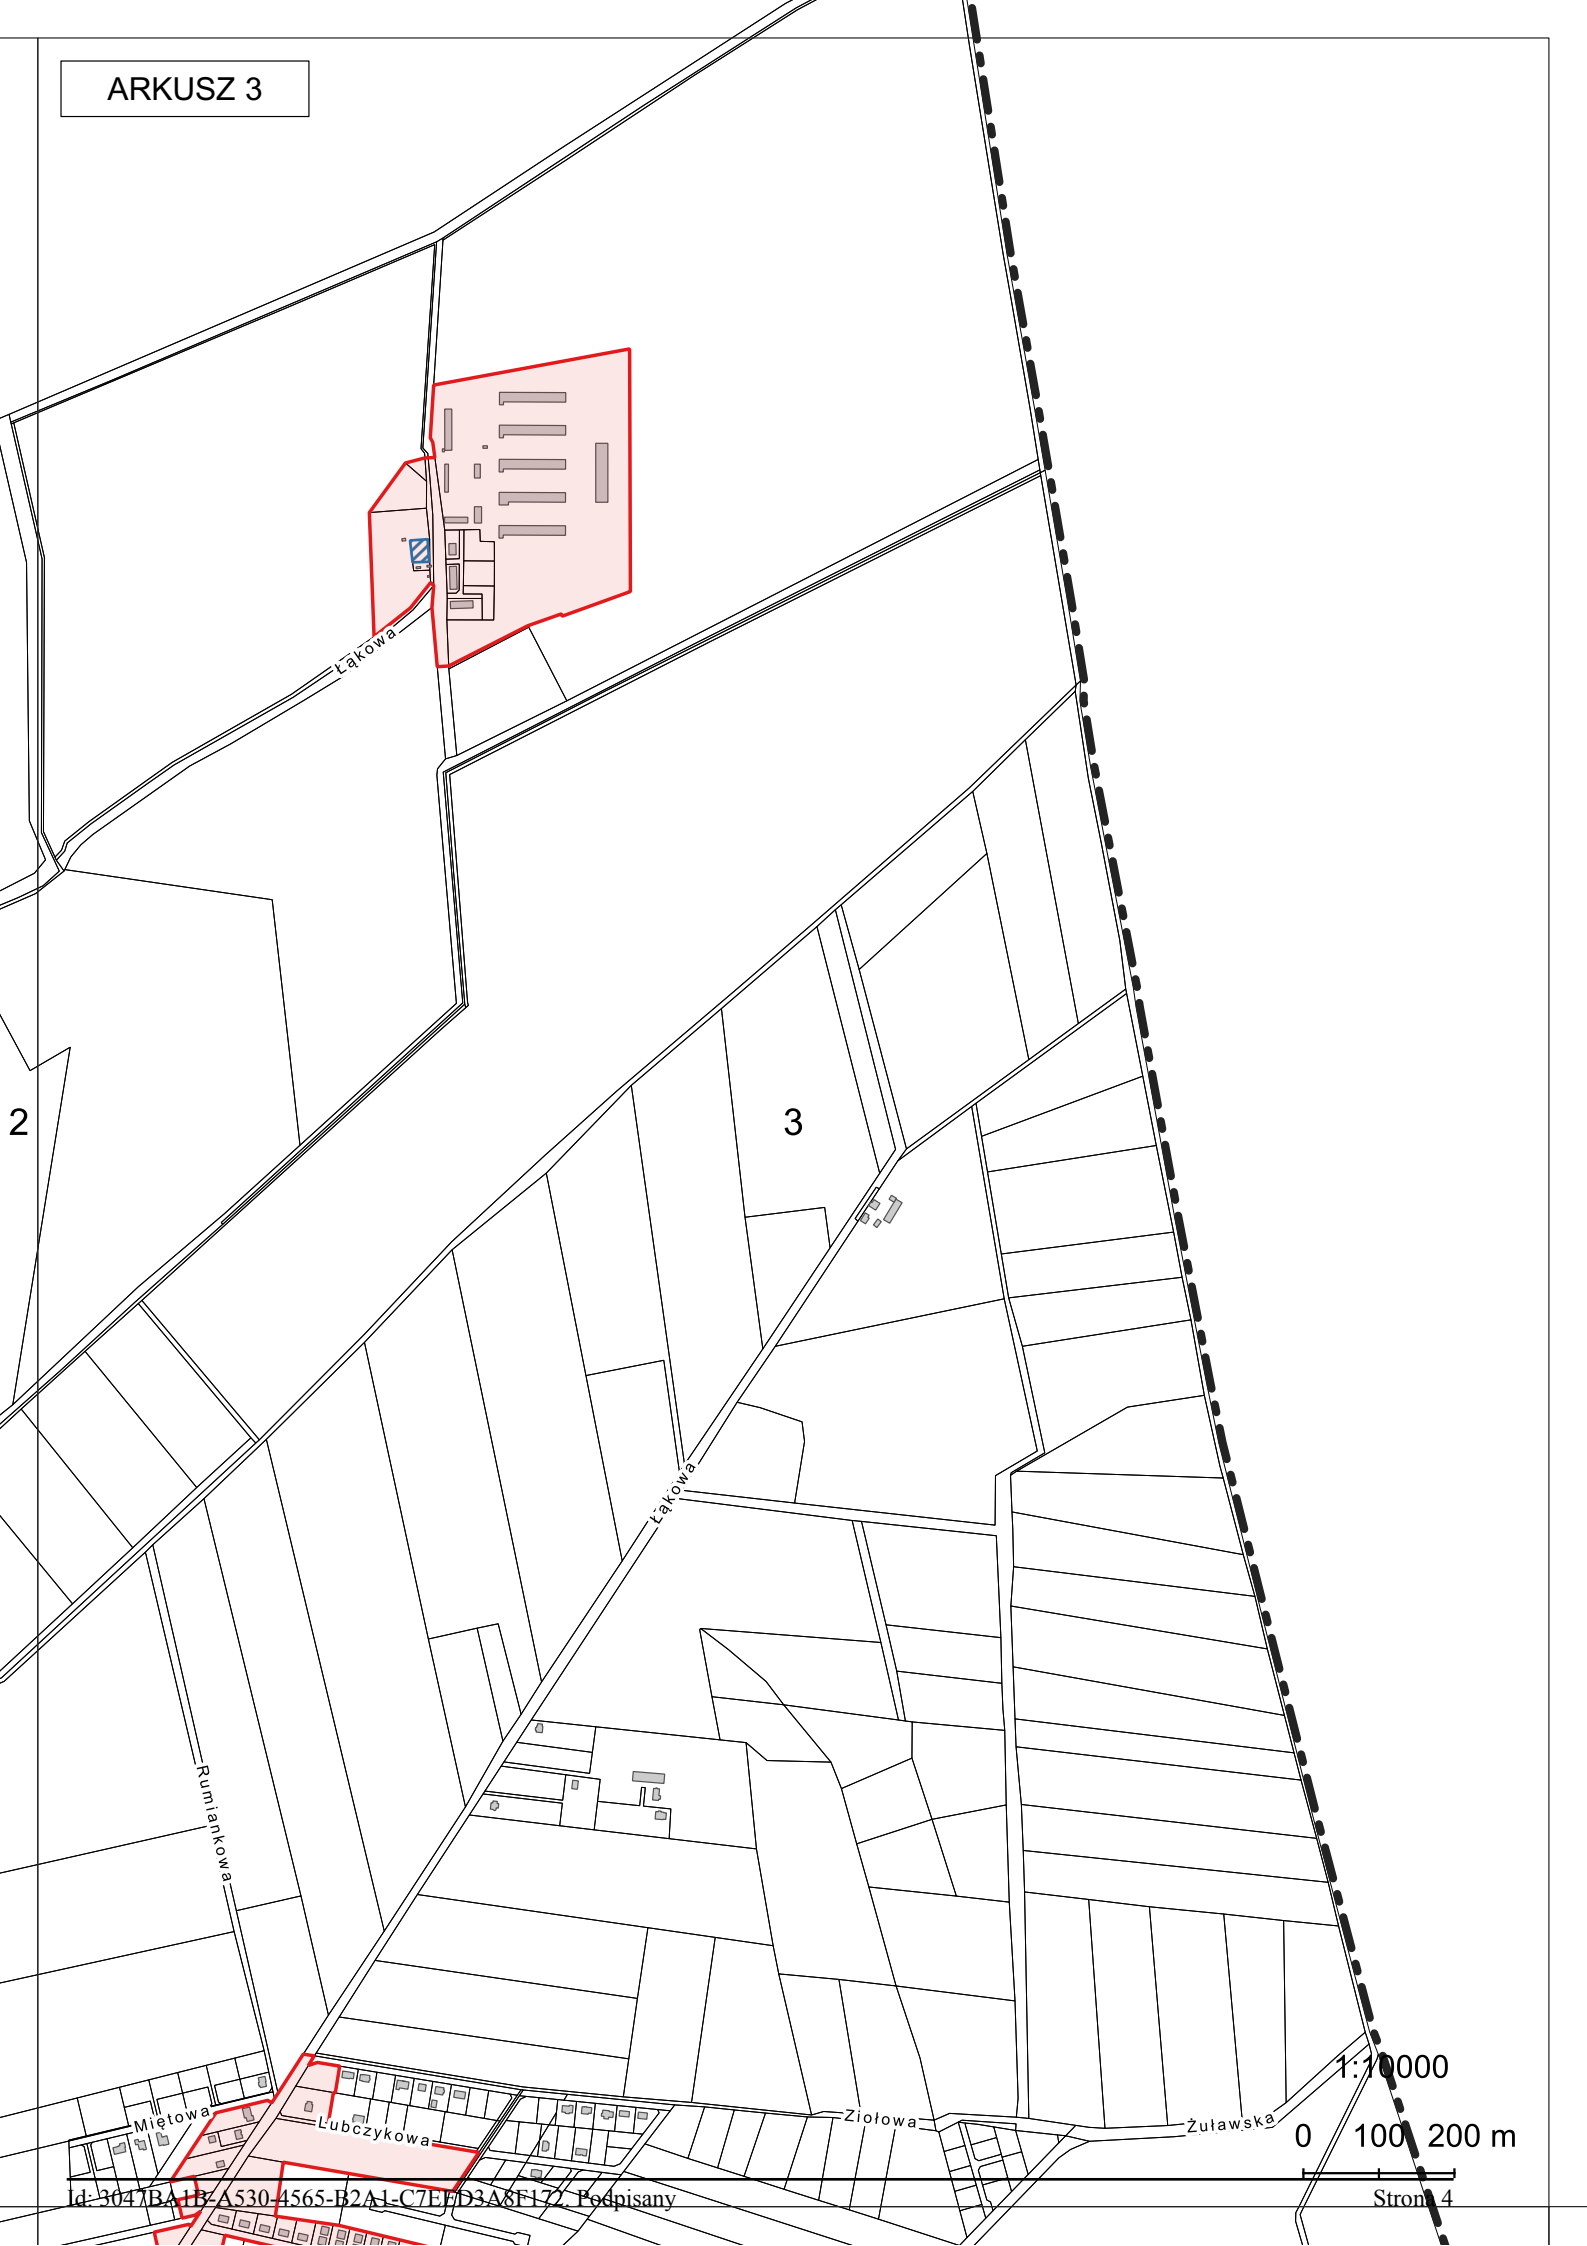 ARKUSZ 3
Łąkowa
2
3
Łąkowa
Rumiankowa
1:10000
Miętowa
Lubczykowa
Ziołowa
Żuławska
0 100 200 m
Id: 3047BA1B-A530-4565-B2A1-C7EFD3A8F172. Podpisany
Strona 4